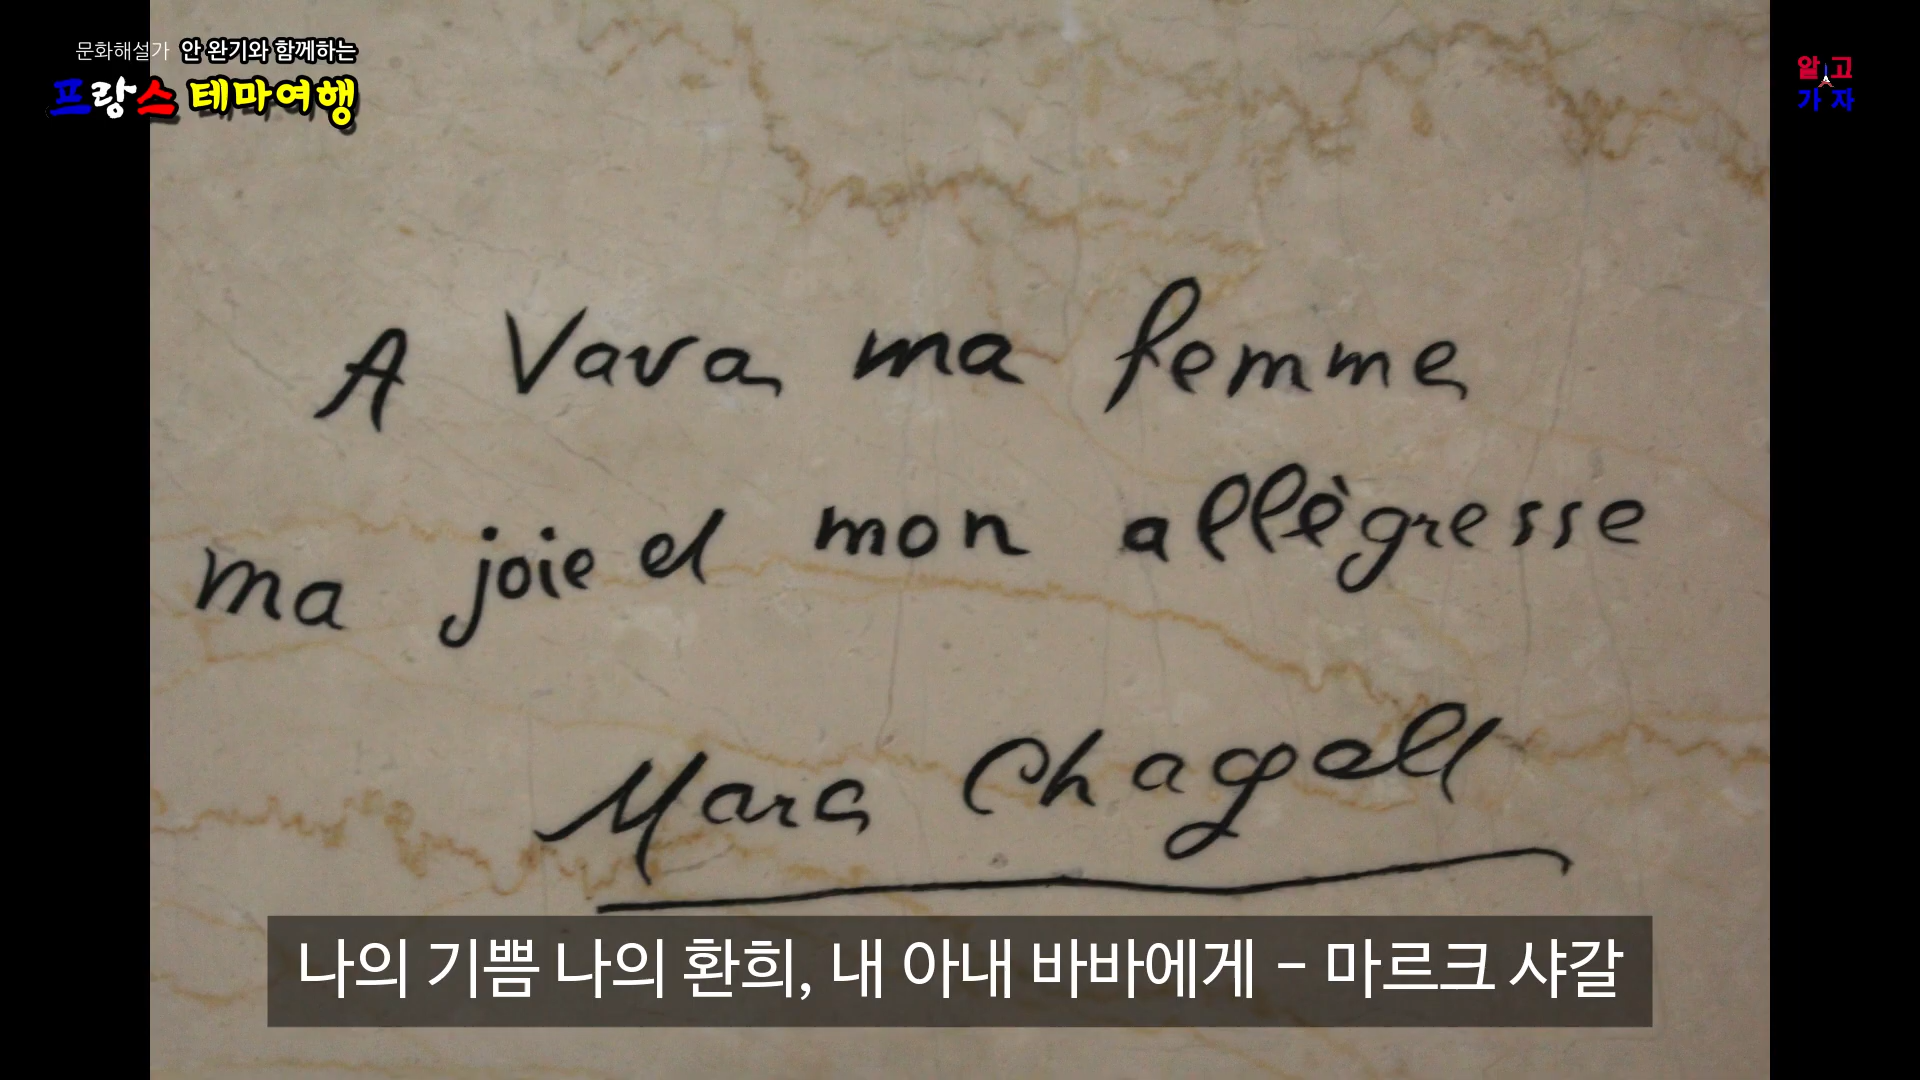 문화해설가 안 완기와 함께하는
프랑스 테마여행
알고
가자
A Vava ma femme
ma joie et mon allègresse
Marc Chagall
나의 기쁨 나의 환희, 내 아내 바바에게 - 마르크 샤갈